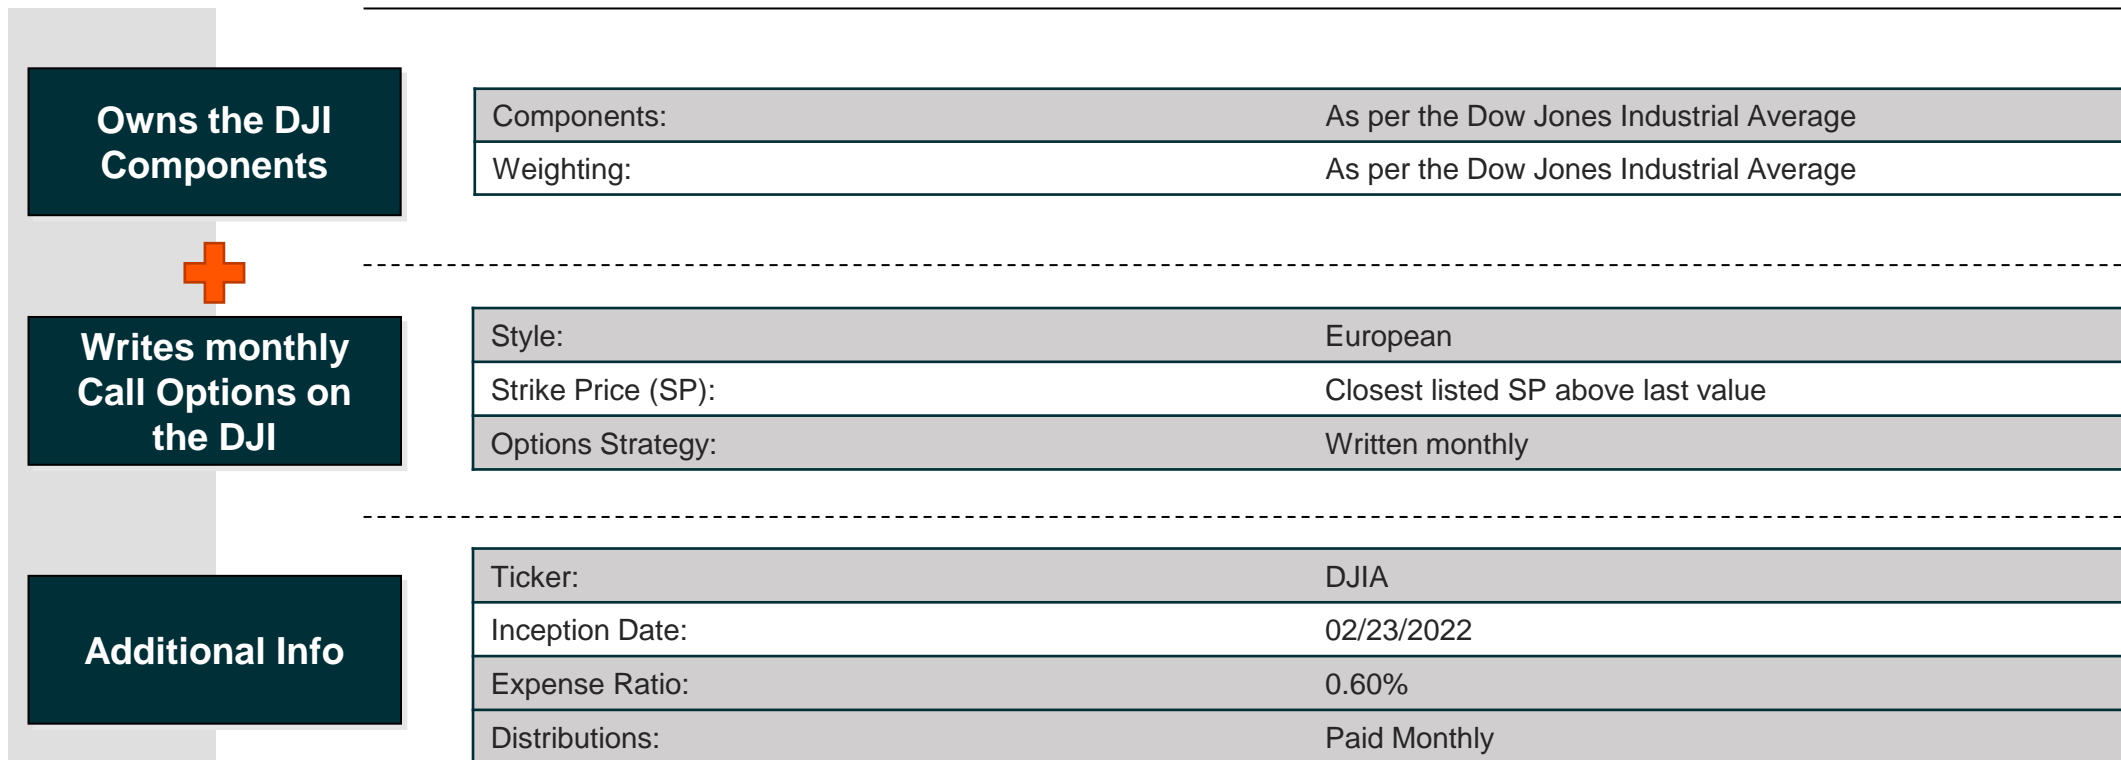 Owns the DJI
Components
Components: As per the Dow Jones Industrial Average
Weighting: As per the Dow Jones Industrial Average
Writes monthly
Call Options on
the DJI
Style: European
Strike Price (SP): Closest listed SP above last value
Options Strategy: Written monthly
Additional Info
Ticker: DJIA
Inception Date: 02/23/2022
Expense Ratio: 0.60%
Distributions: Paid Monthly